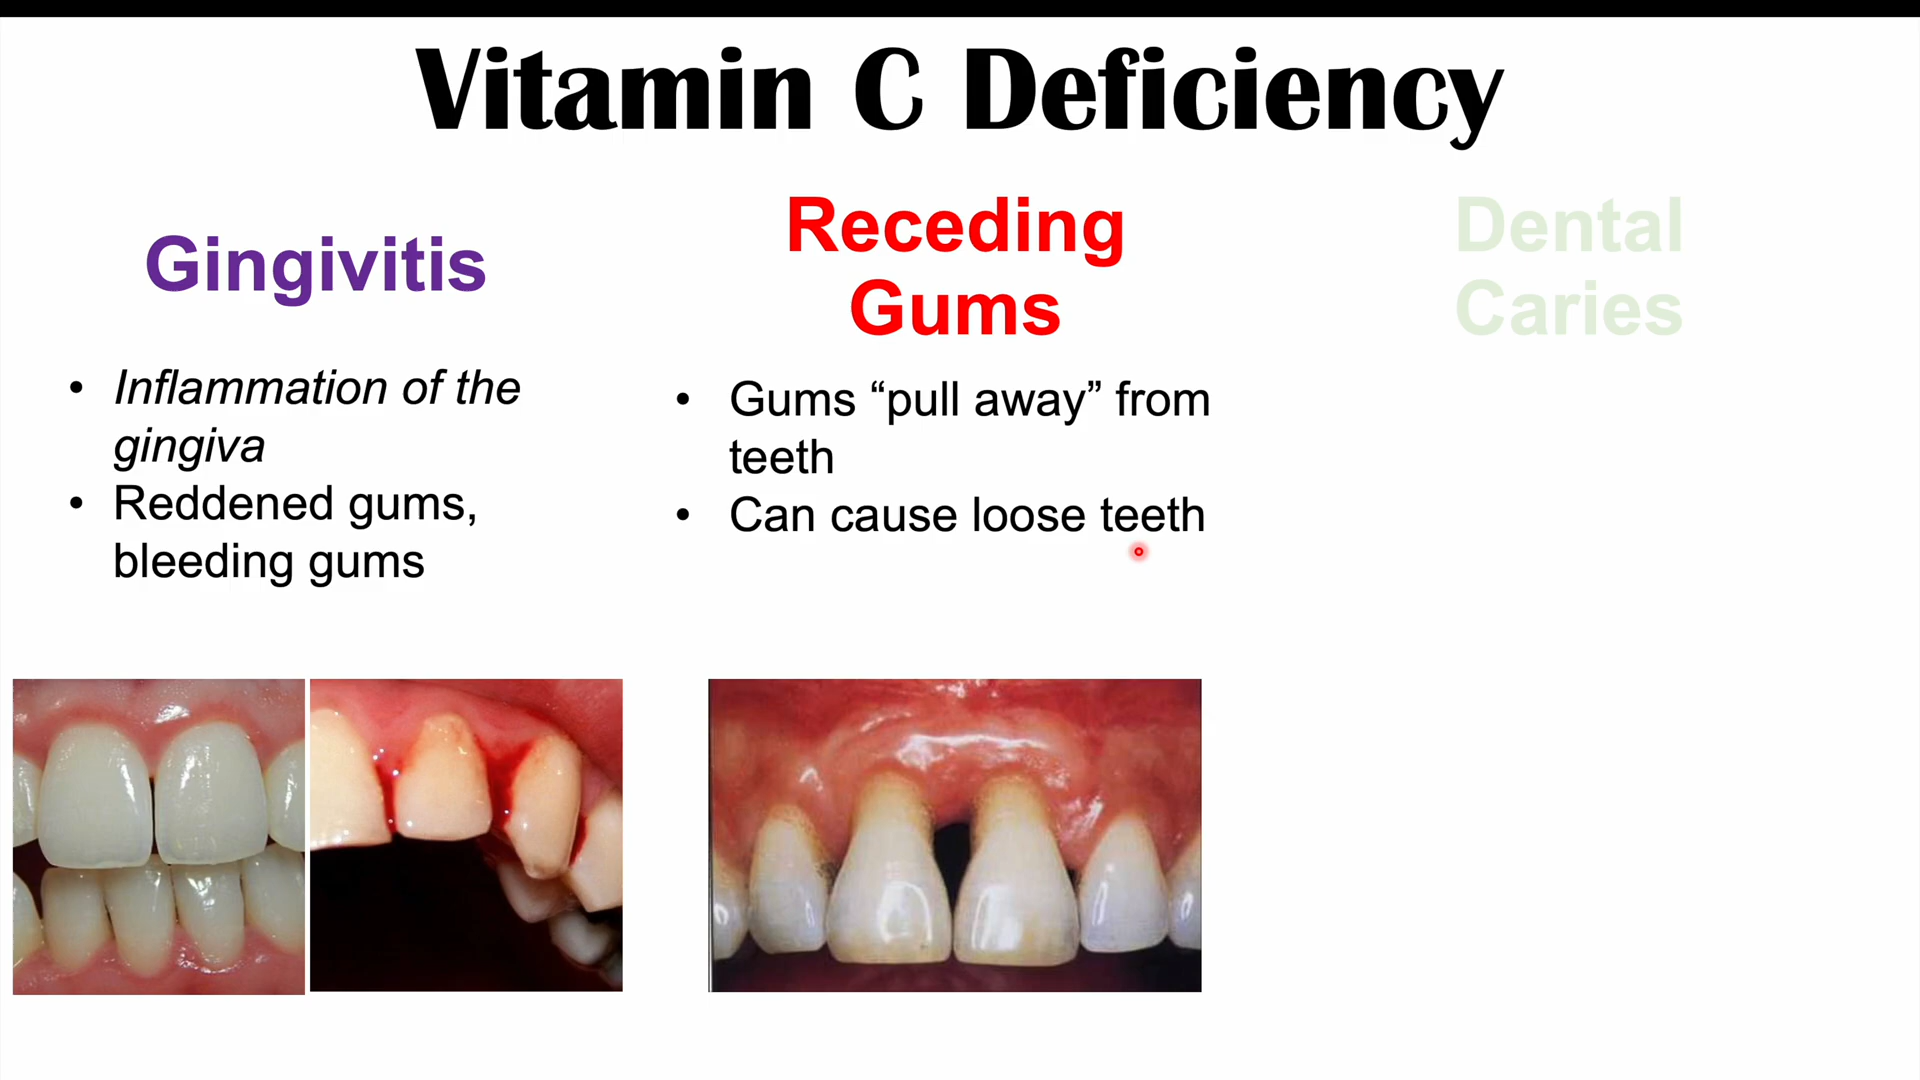 Vitamin C Deficiency
Gingivitis
• Inflammation of the
gingiva
• Reddened gums,
bleeding gums
Receding
Gums
• Gums “pull away” from
teeth
• Can cause loose teeth
Dental
Caries